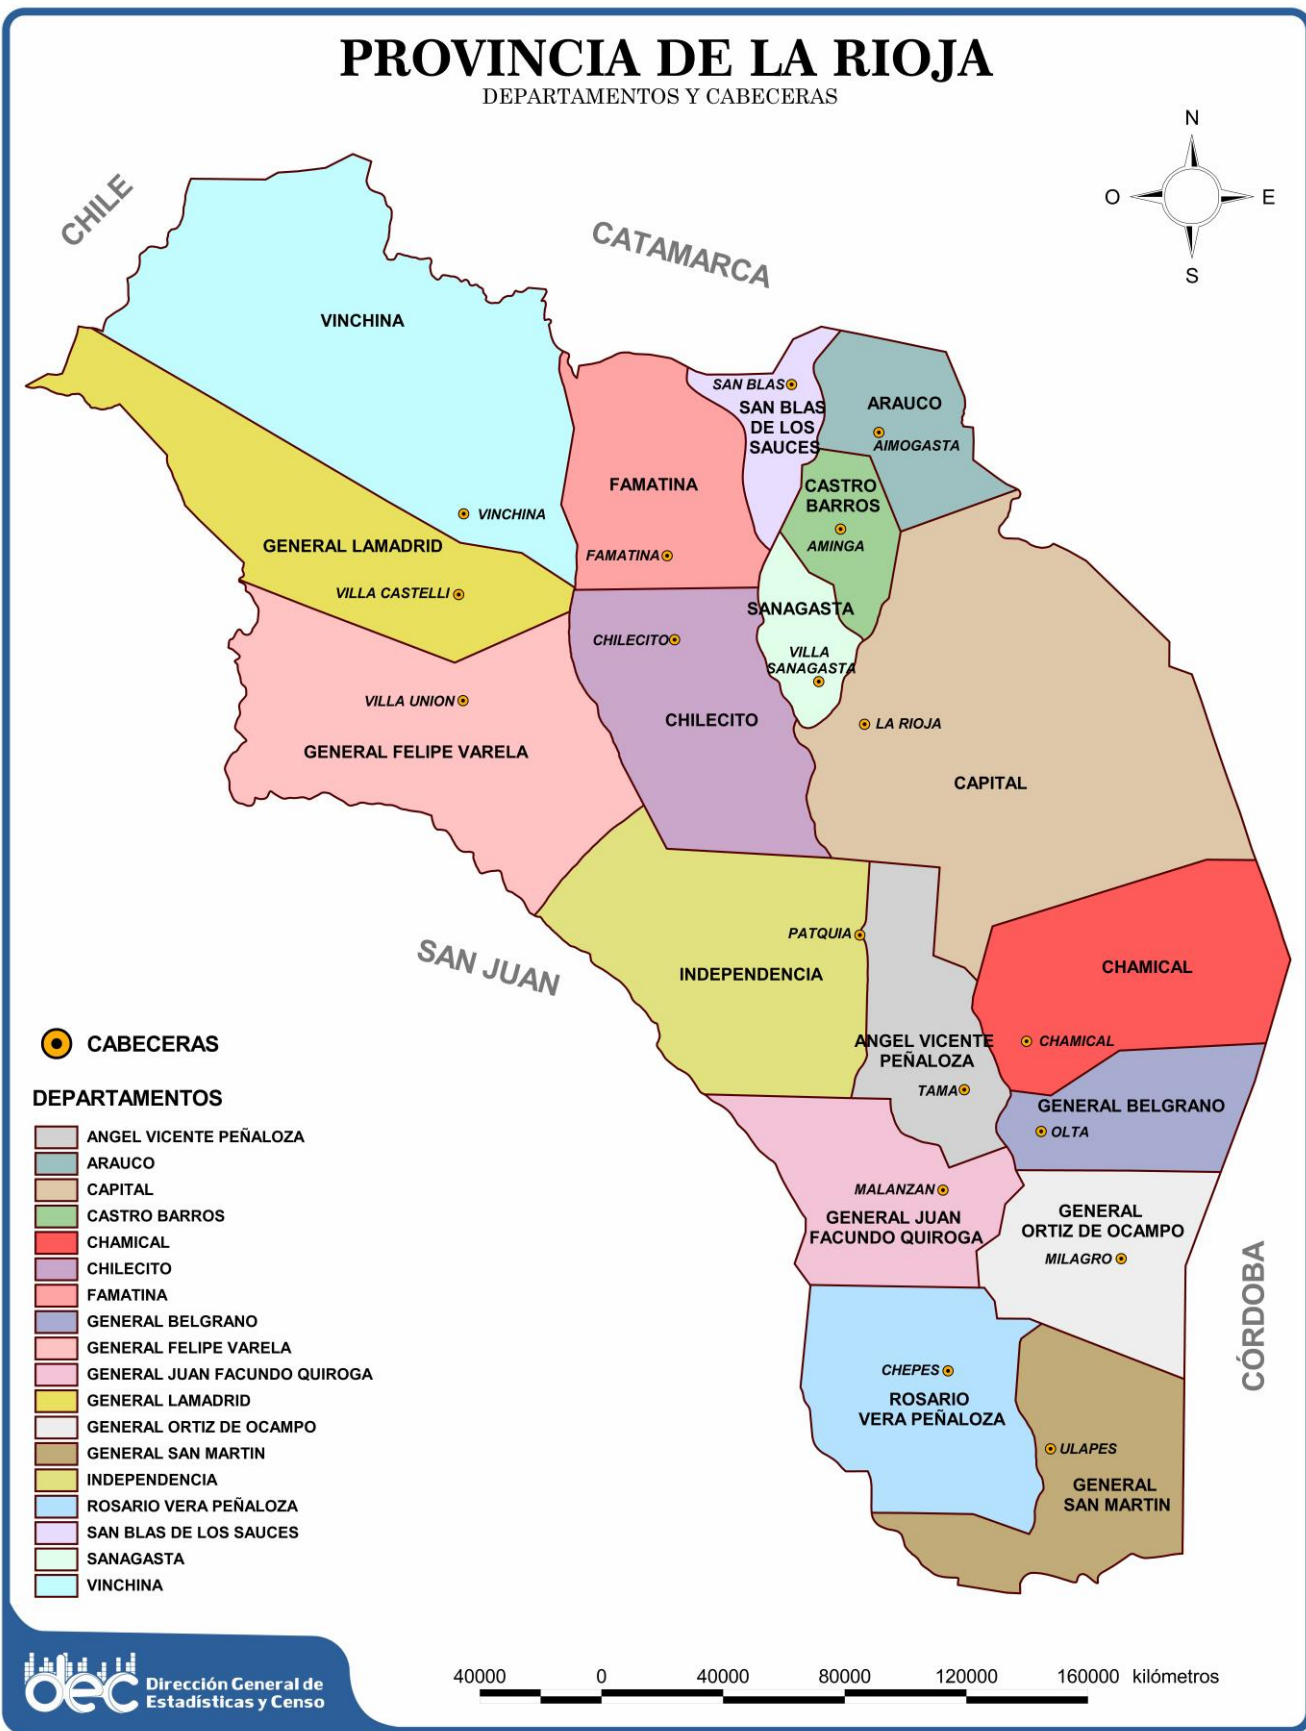 PROVINCIA DE LA RIOJA
DEPARTAMENTOS Y CABECERAS
N
O
E
S
CHILE
CATAMARCA
VINCHINA
SAN BLAS
SAN BLAS
DE LOS
SAUCES
ARAUCO
AIMOGASTA
FAMATINA
CASTRO
BARROS
VINCHINA
GENERAL LAMADRID
FAMATINA
AMINGA
VILLA CASTELLI
SANAGASTA
CHILECITO
VILLA
SANAGASTA
VILLA UNION
CHILECITO
LA RIOJA
GENERAL FELIPE VARELA
CAPITAL
PATQUIA
SAN JUAN
INDEPENDENCIA
CHAMICAL
ANGEL VICENTE
PEÑALOZA
CHAMICAL
TAMA
GENERAL BELGRANO
OLTA
MALANZAN
GENERAL JUAN
FACUNDO QUIROGA
GENERAL
ORTIZ DE OCAMPO
MILAGRO
CÓRDOBA
CHEPES
ROSARIO
VERA PEÑALOZA
ULAPES
GENERAL
SAN MARTIN
CABECERAS
DEPARTAMENTOS
ANGEL VICENTE PEÑALOZA
ARAUCO
CAPITAL
CASTRO BARROS
CHAMICAL
CHILECITO
FAMATINA
GENERAL BELGRANO
GENERAL FELIPE VARELA
GENERAL JUAN FACUNDO QUIROGA
GENERAL LAMADRID
GENERAL ORTIZ DE OCAMPO
GENERAL SAN MARTIN
INDEPENDENCIA
ROSARIO VERA PEÑALOZA
SAN BLAS DE LOS SAUCES
SANAGASTA
VINCHINA
dec
Dirección General de
Estadísticas y Censo
40000 0 40000 80000 120000 160000 kilómetros